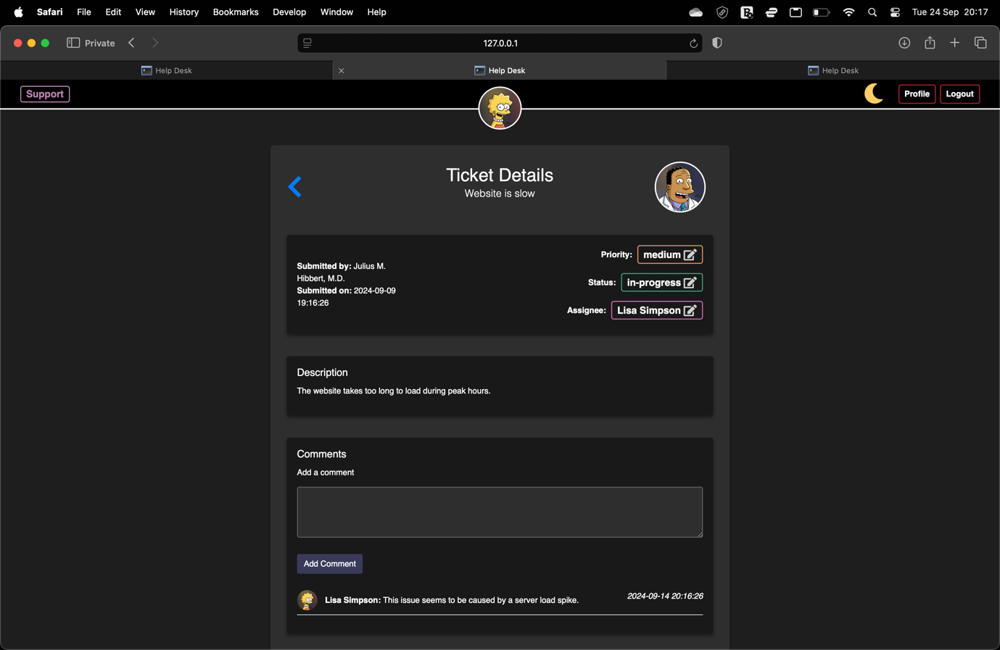 Safari File Edit View History Bookmarks Develop Window Help Tue 24 Sep 20:17
Private 127.0.0.1
Help Desk Help Desk Help Desk
Support Profile Logout
Ticket Details
Website is slow
Submitted by: Julius M.
Hibbert, M.D.
Submitted on: 2024-09-09
19:16:26
Priority: medium
Status: in-progress
Assignee: Lisa Simpson
Description
The website takes too long to load during peak hours.
Comments
Add a comment
Add Comment
Lisa Simpson: This issue seems to be caused by a server load spike. 2024-09-14 20:16:26